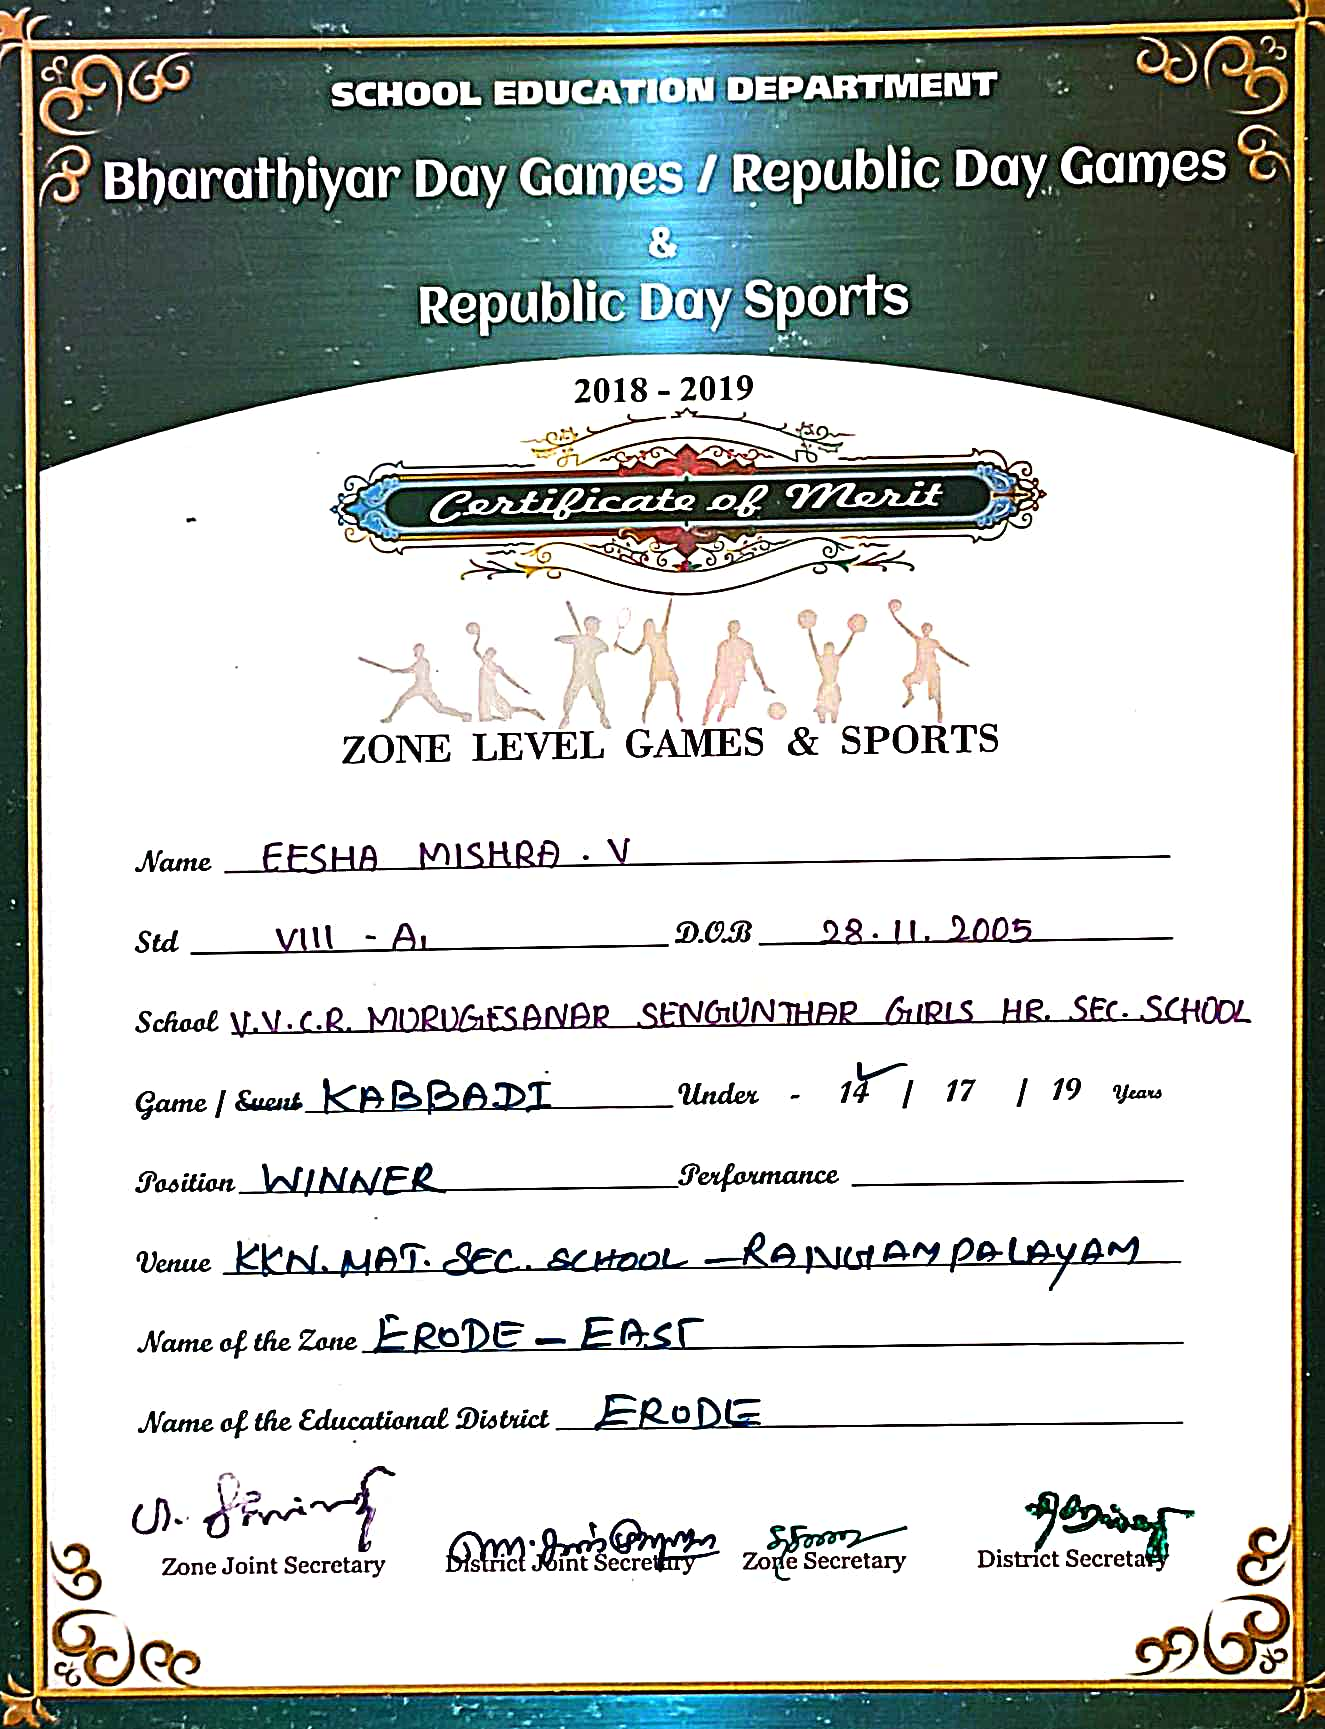 SCHOOL EDUCATION DEPARTMENT
Bharathiyar Day Games / Republic Day Games
&
Republic Day Sports
2018 - 2019
Certificate of Merit
ZONE LEVEL GAMES & SPORTS
Name EESHA MISHRA . V
Std VIII - A1 D.O.B 28.11.2005
School V.V.C.R. MURUGESANAR SENGUNTHAR GIRLS HR. SEC. SCHOOL
Game / Event KABBADI Under - 14 / 17 / 19 Years
Position WINNER Performance
Venue KKN. MAT. SEC. SCHOOL – RANGHAMPALAYAM
Name of the Zone ERODE – EAST
Name of the Educational District ERODE
Zone Joint Secretary District Joint Secretary Zone Secretary District Secretary